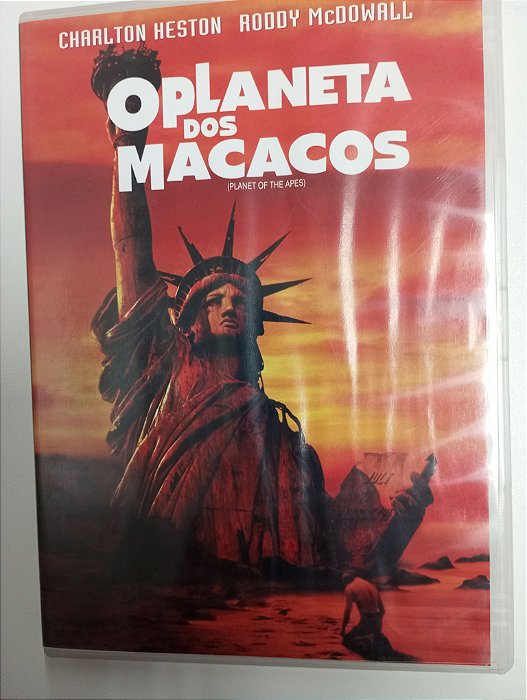 CHARLTON HESTON RODDY McDOWALL
O PLANETA
DOS
MACACOS
(PLANET OF THE APES)